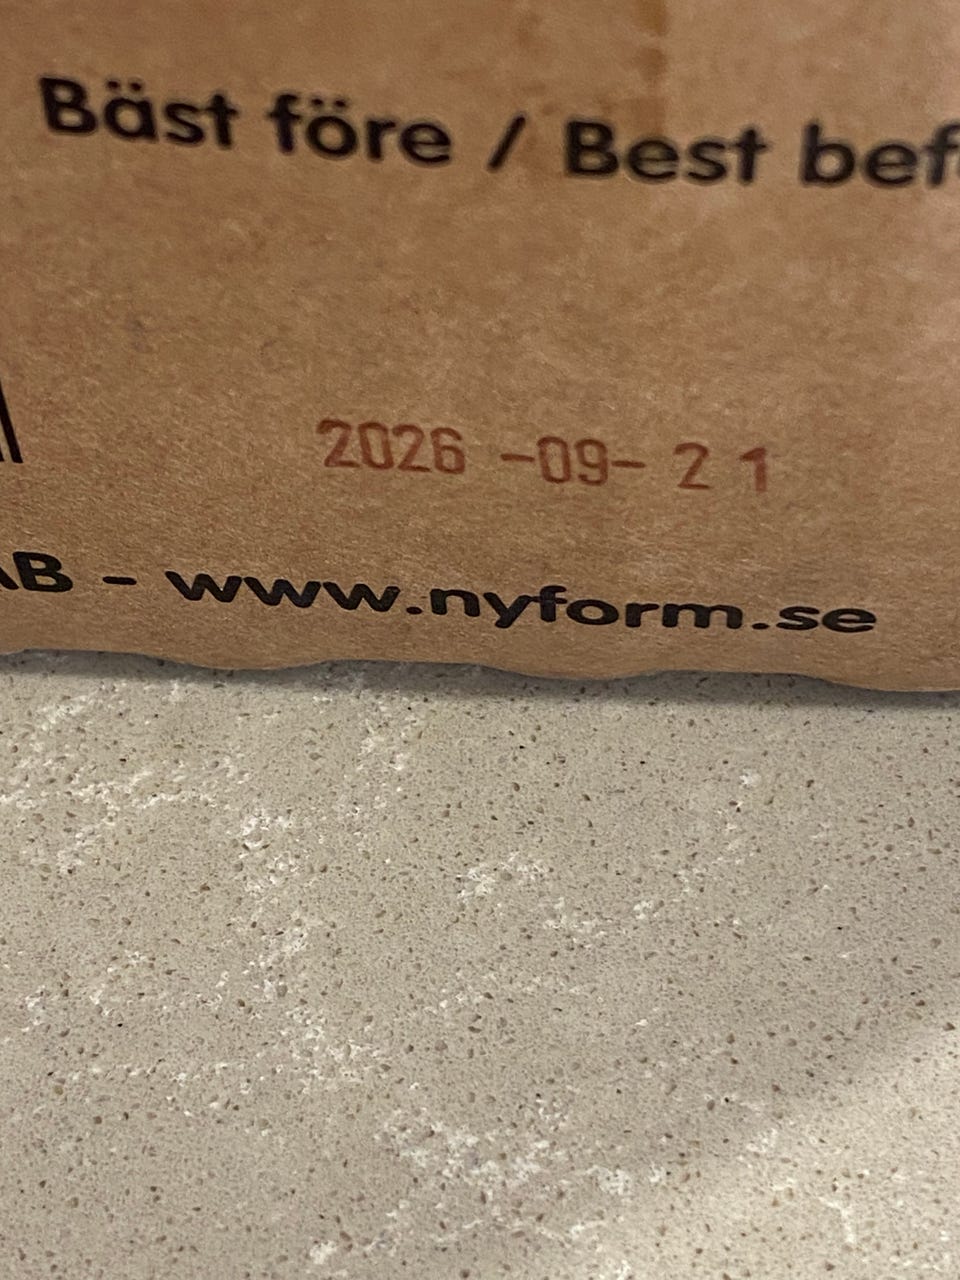 Bäst före / Best bef
2026 -09- 21
AB - www.nyform.se